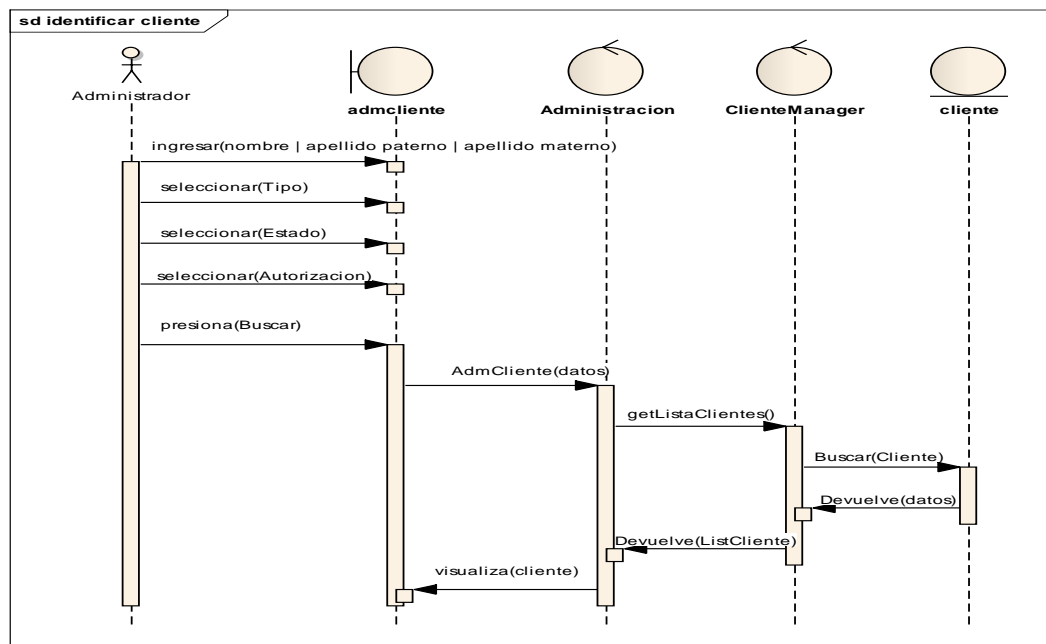 sd identificar cliente
Administrador
admcliente
Administracion
ClienteManager
cliente
ingresar(nombre | apellido paterno | apellido materno)
seleccionar(Tipo)
seleccionar(Estado)
seleccionar(Autorizacion)
presiona(Buscar)
AdmCliente(datos)
getListaClientes()
Buscar(Cliente)
Devuelve(datos)
Devuelve(ListCliente)
visualiza(cliente)